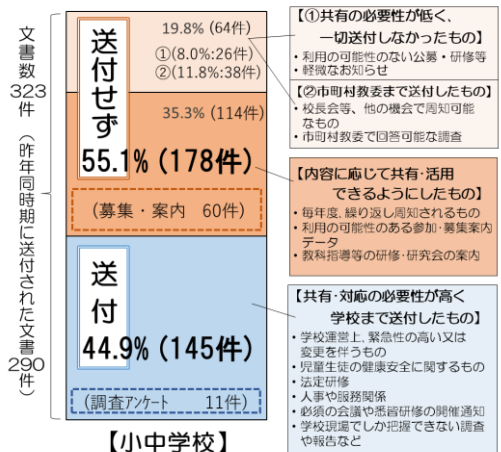 文書数
323
件
（昨年同時期に送付された文書
290
件）
送付せず
19.8% (64件)
①(8.0%:26件)
②(11.8%:38件)
35.3% (114件)
55.1% (178件)
(募集・案内 60件)
送付
44.9% (145件)
(調査ｱﾝｹｰﾄ 11件)
【小中学校】
【①共有の必要性が低く、
一切送付しなかったもの】
・利用の可能性のない公募・研修等
・軽微なお知らせ
【②市町村教委まで送付したもの】
・校長会等、他の機会で周知可能
なもの
・市町村教委で回答可能な調査
【内容に応じて共有・活用
できるようにしたもの】
・毎年度、繰り返し周知されるもの
・利用の可能性のある参加・募集案内
データ
・教科指導等の研修・研究会の案内
【共有・対応の必要性が高く
学校まで送付したもの】
・学校運営上、緊急性の高い又は
変更を伴うもの
・児童生徒の健康安全に関するもの
・法定研修
・人事や服務関係
・必須の会議や悉皆研修の開催通知
・学校現場でしか把握できない調査
や報告など